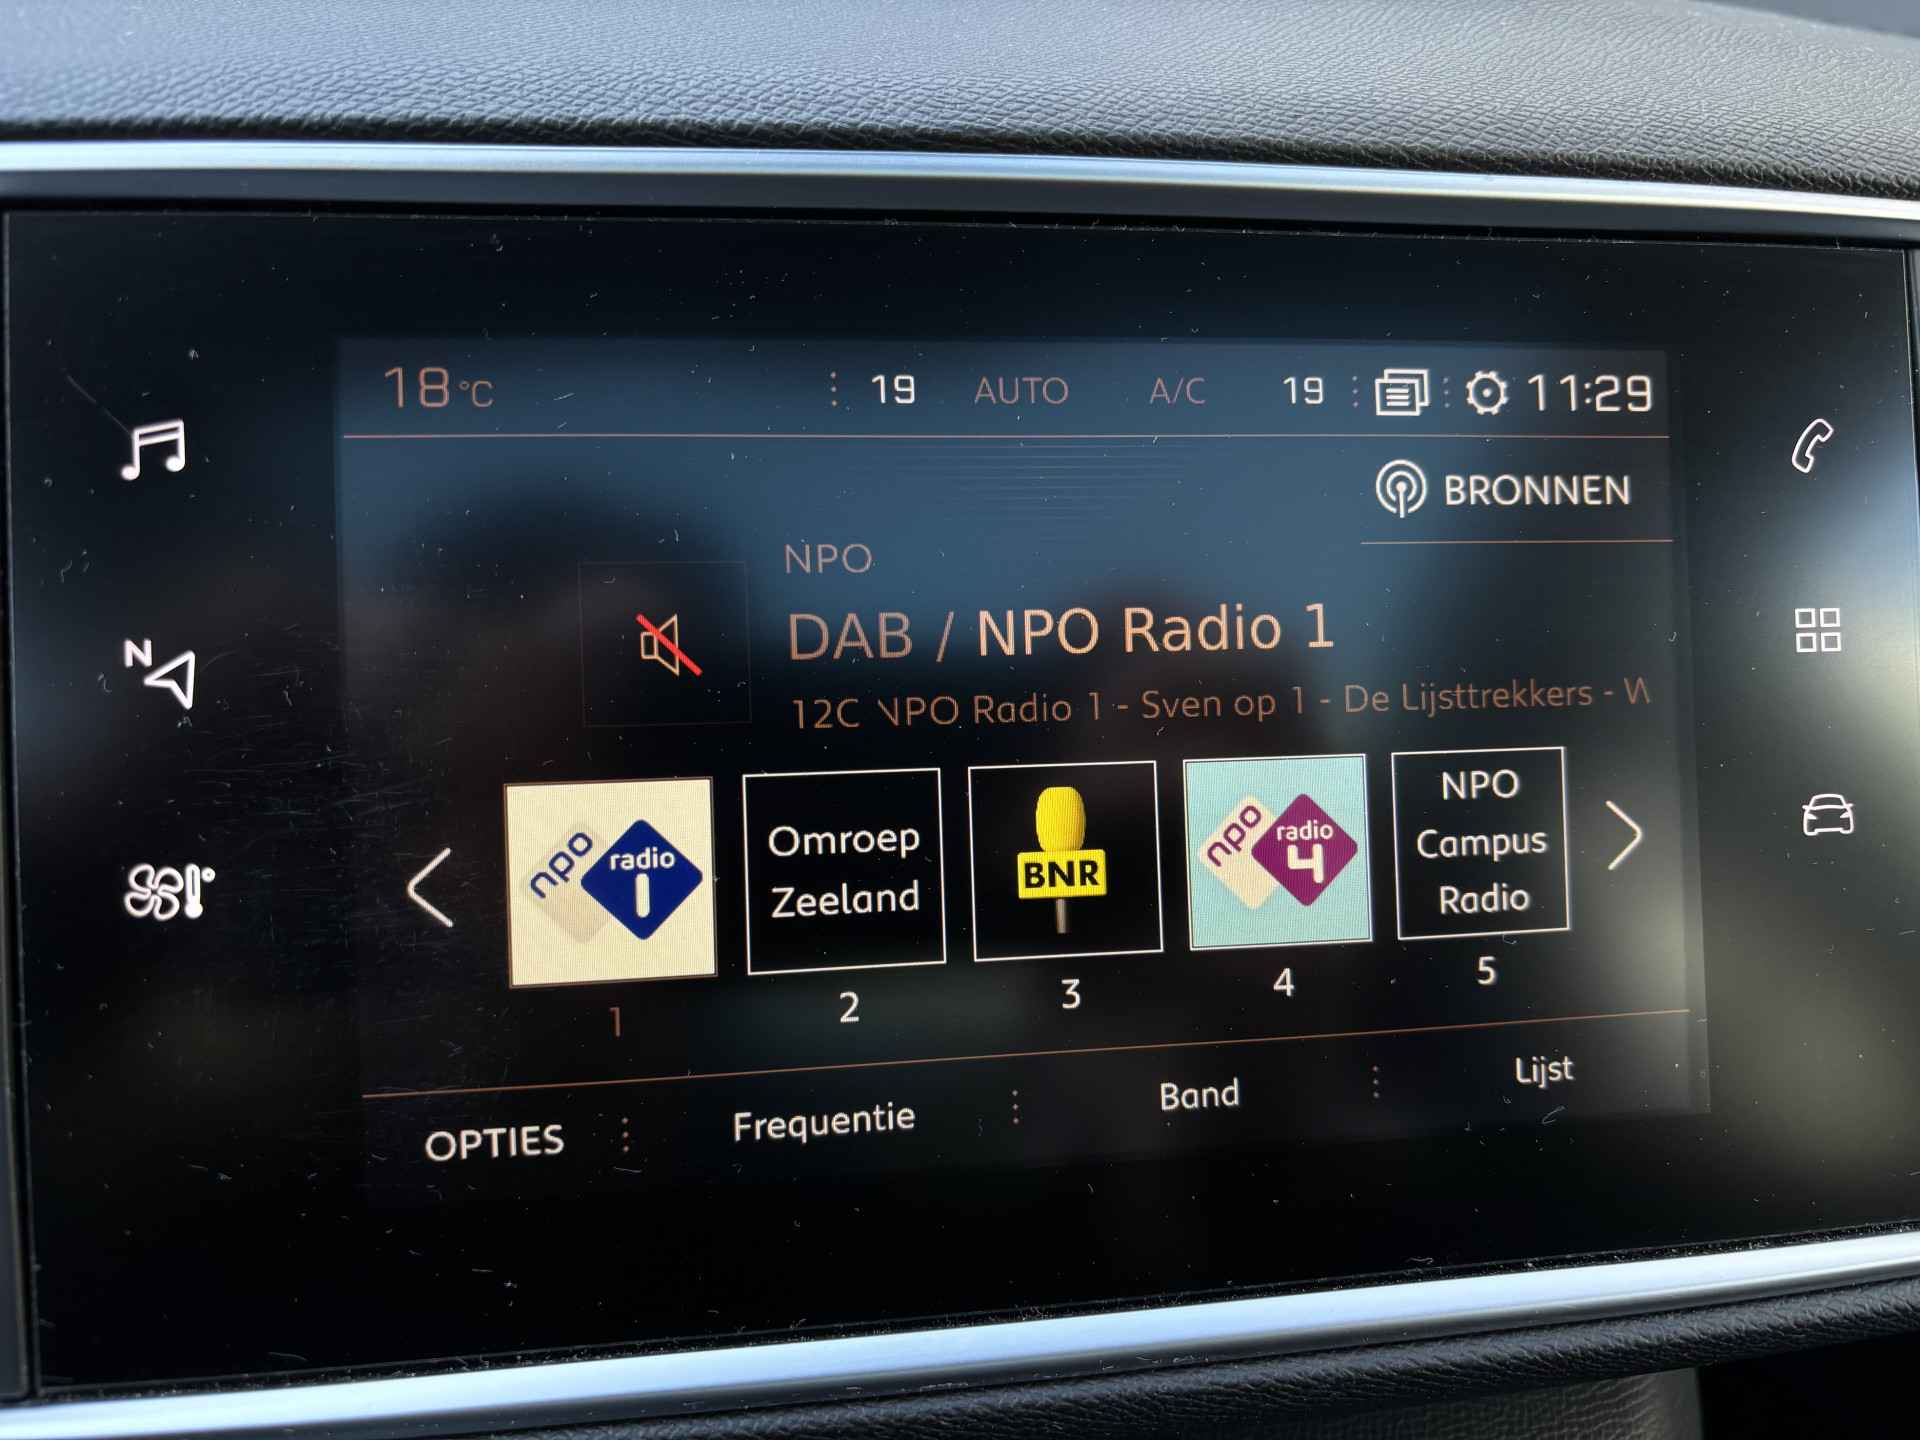 18°C
19 AUTO A/C 19
11:29
BRONNEN
NPO
DAB / NPO Radio 1
12C NPO Radio 1 - Sven op 1 - De Lijsttrekkers -
N
npo radio 1
Omroep
Zeeland
BNR
npo radio 4
NPO
Campus
Radio
1 2 3 4 5
OPTIES Frequentie Band Lijst